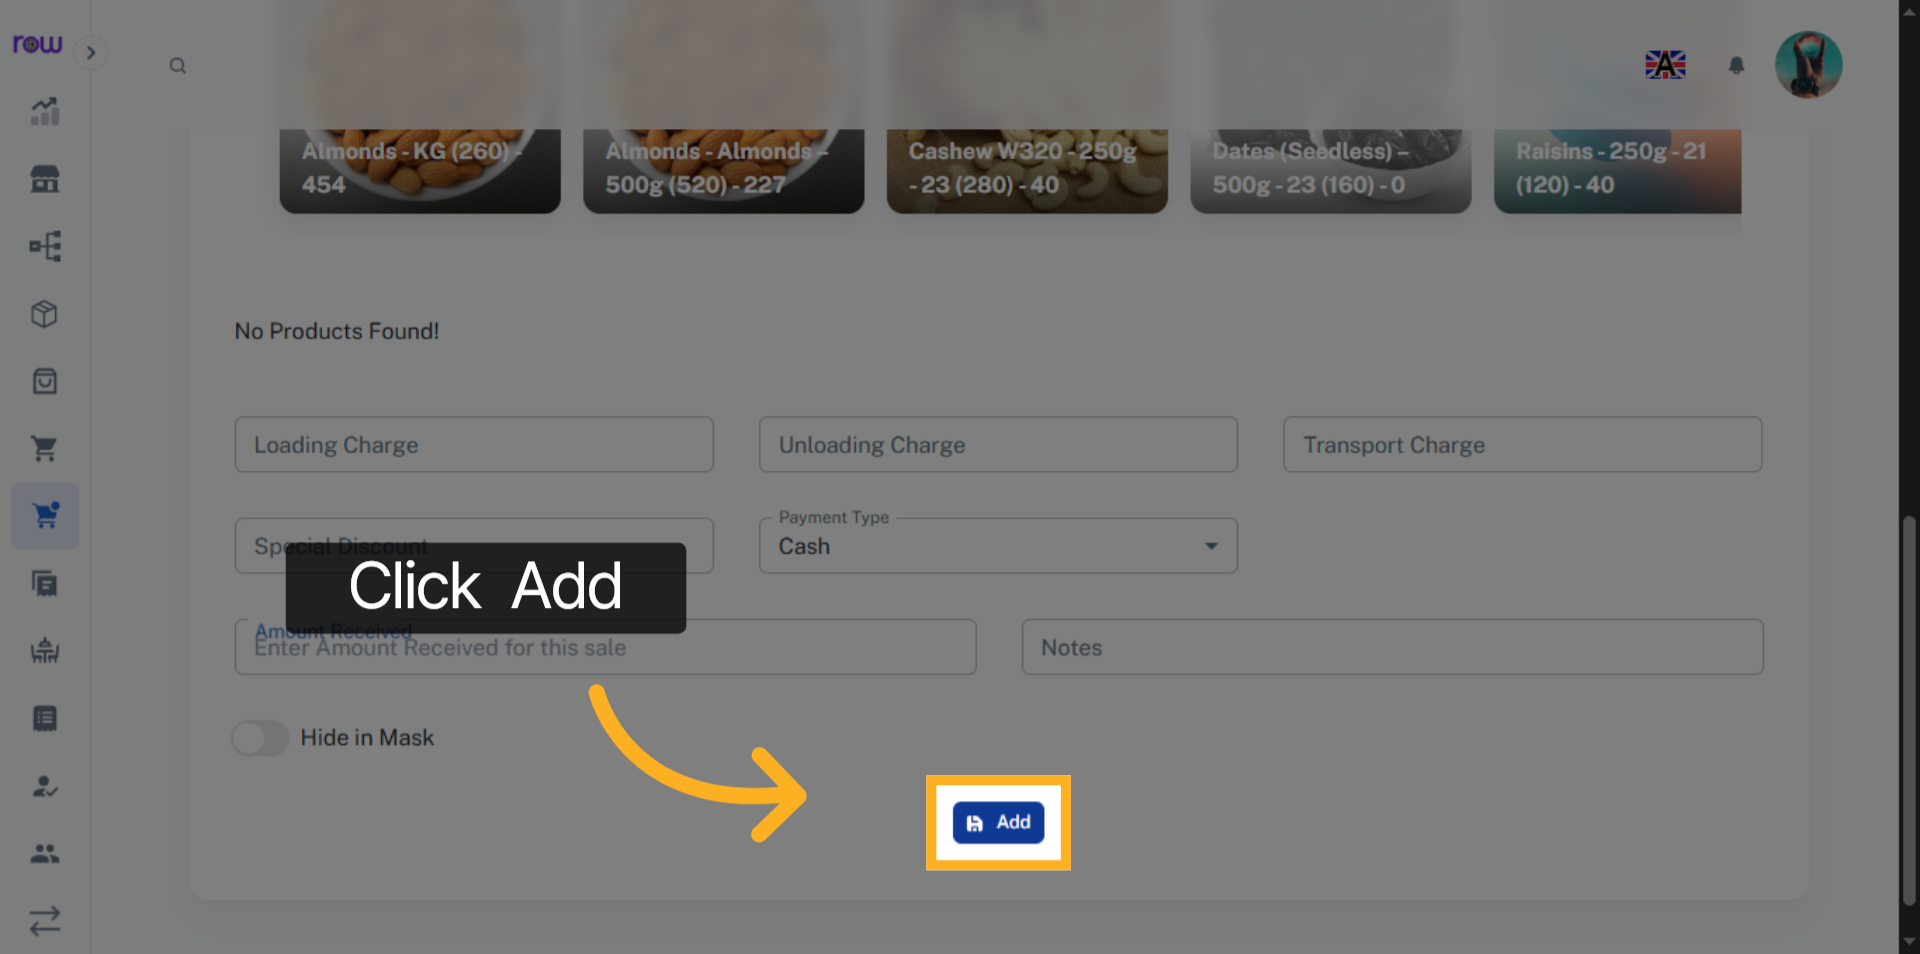 row
A
Almonds - KG (260) -
454
Almonds - Almonds –
500g (520) - 227
Cashew W320 - 250g
- 23 (280) - 40
Dates (Seedless) –
500g - 23 (160) - 0
Raisins - 250g - 21
(120) - 40
No Products Found!
Loading Charge
Unloading Charge
Transport Charge
Special Discount
Payment Type
Cash
Click Add
Amount Received
Enter Amount Received for this sale
Notes
Hide in Mask
Add